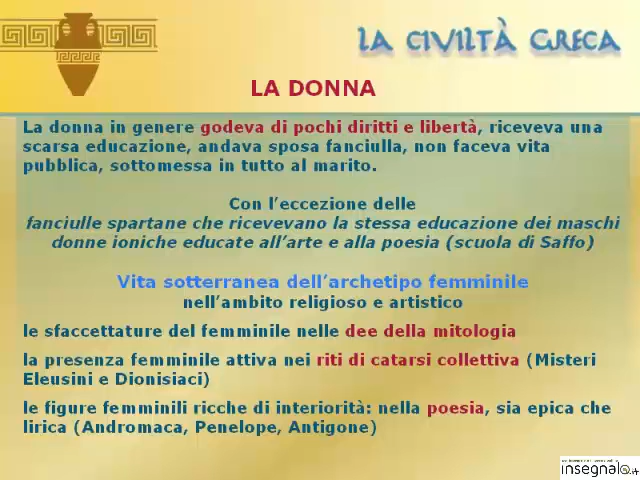 LA CIVILTÀ GRECA
LA DONNA
La donna in genere godeva di pochi diritti e libertà, riceveva una
scarsa educazione, andava sposa fanciulla, non faceva vita
pubblica, sottomessa in tutto al marito.
Con l’eccezione delle
fanciulle spartane che ricevevano la stessa educazione dei maschi
donne ioniche educate all’arte e alla poesia (scuola di Saffo)
Vita sotterranea dell’archetipo femminile
nell’ambito religioso e artistico
le sfaccettature del femminile nelle dee della mitologia
la presenza femminile attiva nei riti di catarsi collettiva (Misteri
Eleusini e Dionisiaci)
le figure femminili ricche di interiorità: nella poesia, sia epica che
lirica (Andromaca, Penelope, Antigone)
insegnalo.it